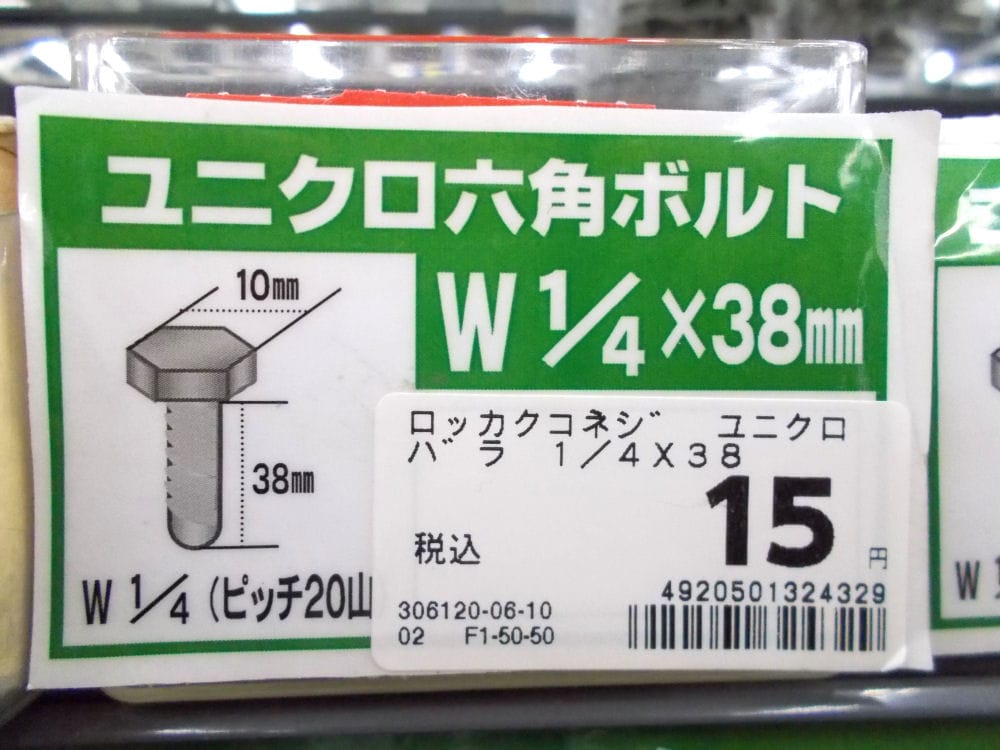 ユニクロ六角ボルト
W 1/4 ×38mm
10mm
38mm
W 1/4 (ピッチ20山
ロッカクコネジ　ユニクロ
バラ　1/4X38
15
税込
円
4920501324329
306120-06-10
02 F1-50-50
W